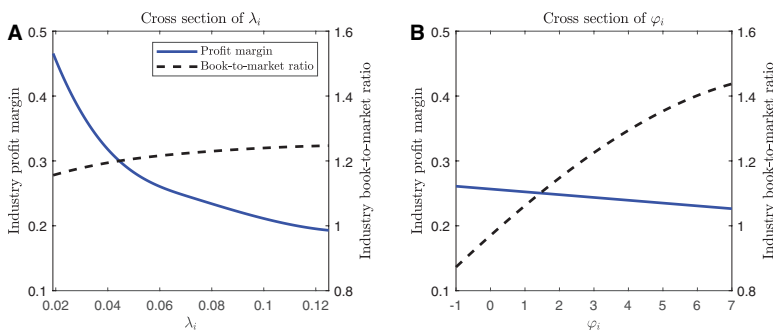 A
Cross section of λ_i
Profit margin
Book-to-market ratio
Industry profit margin
0.5
0.4
0.3
0.2
0.1
1.6
1.4
1.2
1
0.8
Industry book-to-market ratio
0.02 0.04 0.06 0.08 0.1 0.12
λ_i
B
Cross section of φ_i
Industry profit margin
0.5
0.4
0.3
0.2
0.1
1.6
1.4
1.2
1
0.8
Industry book-to-market ratio
-1 0 1 2 3 4 5 6 7
φ_i